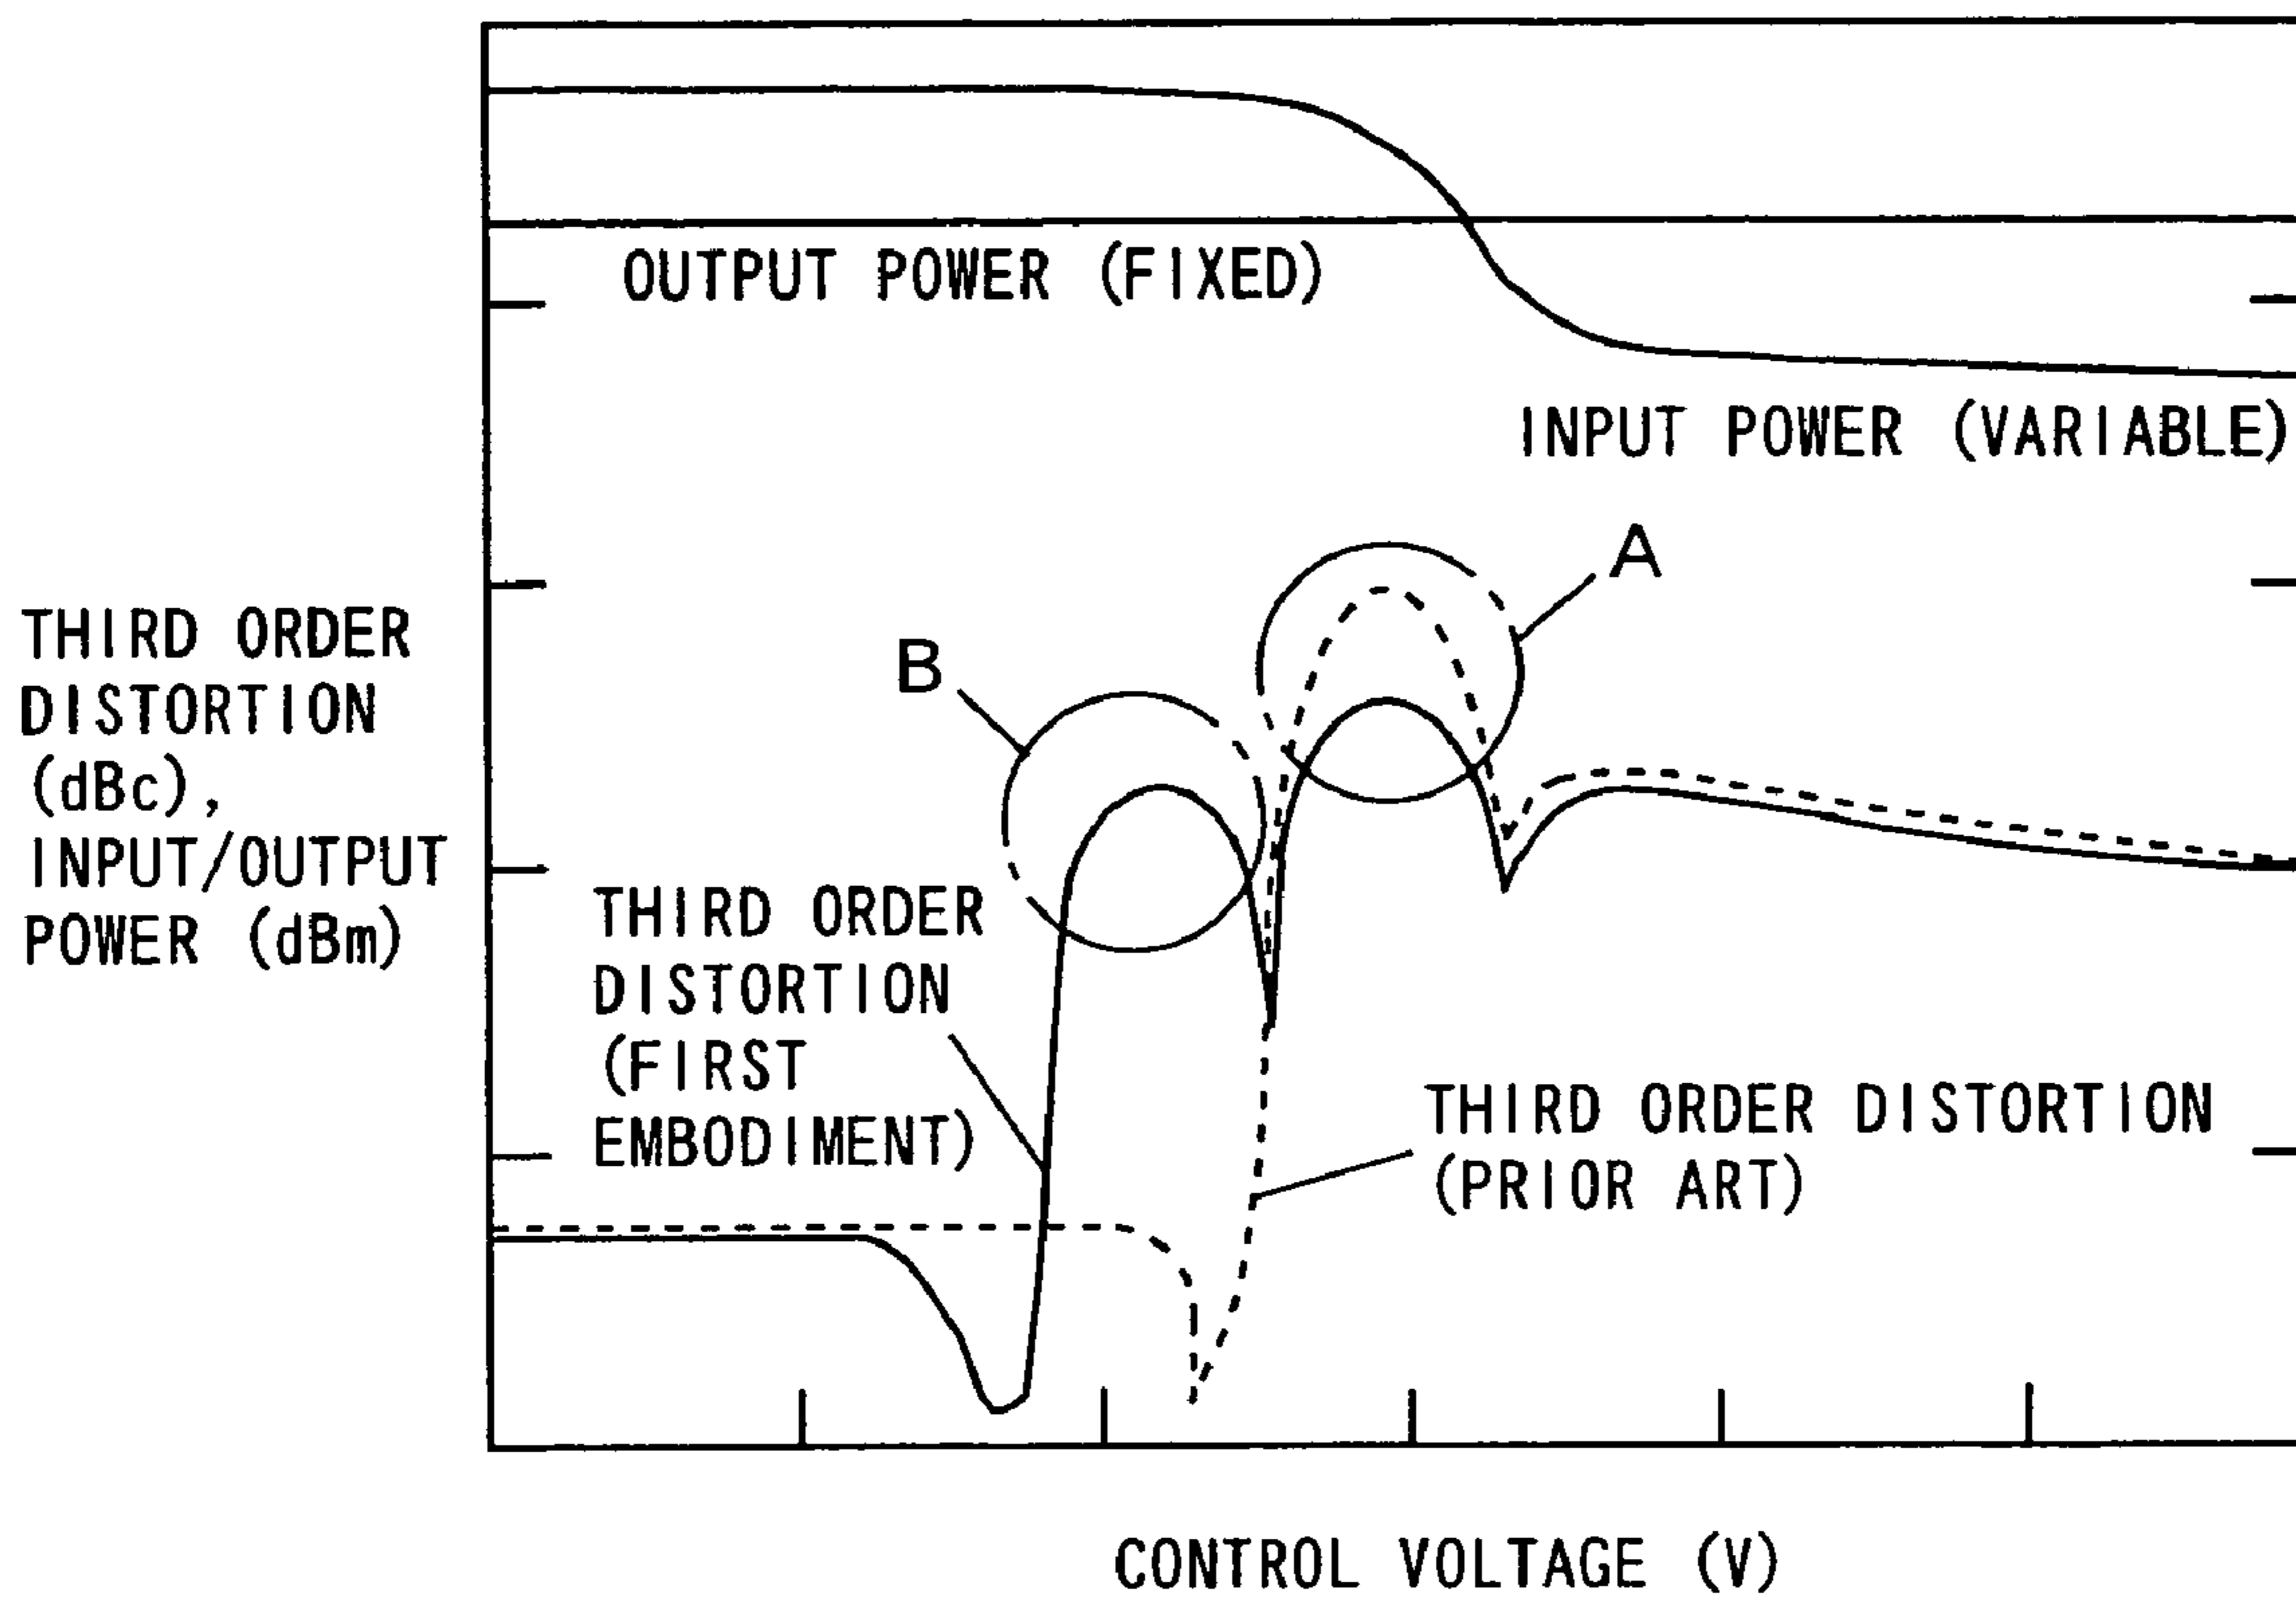 OUTPUT POWER (FIXED)
INPUT POWER (VARIABLE)
A
B
THIRD ORDER
DISTORTION
(dBc),
INPUT/OUTPUT
POWER (dBm)
THIRD ORDER
DISTORTION
(FIRST
EMBODIMENT)
THIRD ORDER DISTORTION
(PRIOR ART)
CONTROL VOLTAGE (V)